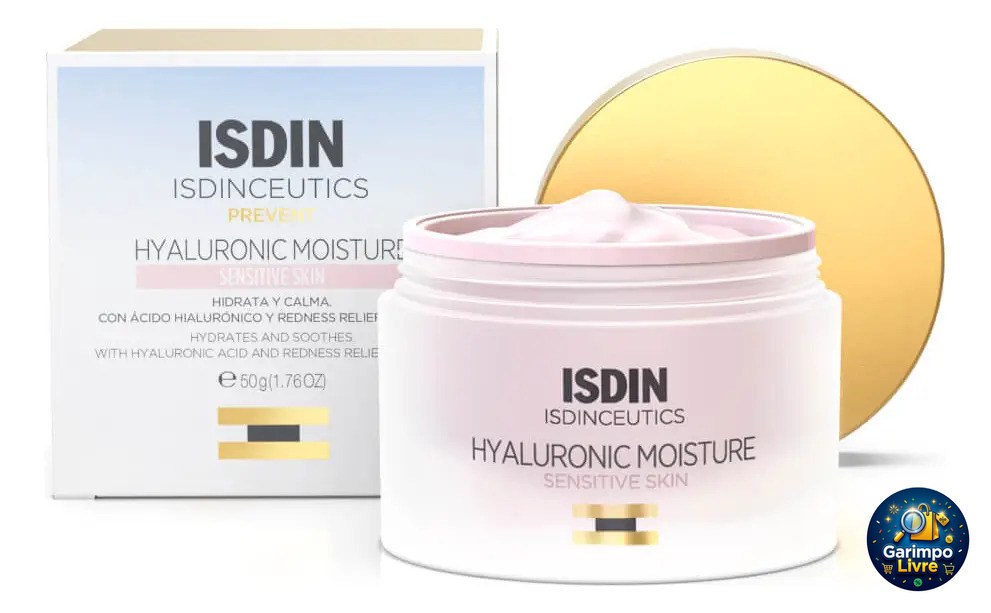 ISDIN
ISDINCEUTICS
PREVENT
HYALURONIC MOISTURE
SENSITIVE SKIN
HIDRATA Y CALMA.
CON ÁCIDO HIALURÓNICO Y REDNESS RELIEF
HYDRATES AND SOOTHES
WITH HYALURONIC ACID AND REDNESS RELIE
℮ 50g(1.76OZ)
ISDIN
ISDINCEUTICS
HYALURONIC MOISTURE
SENSITIVE SKIN
Garimpo
Livre